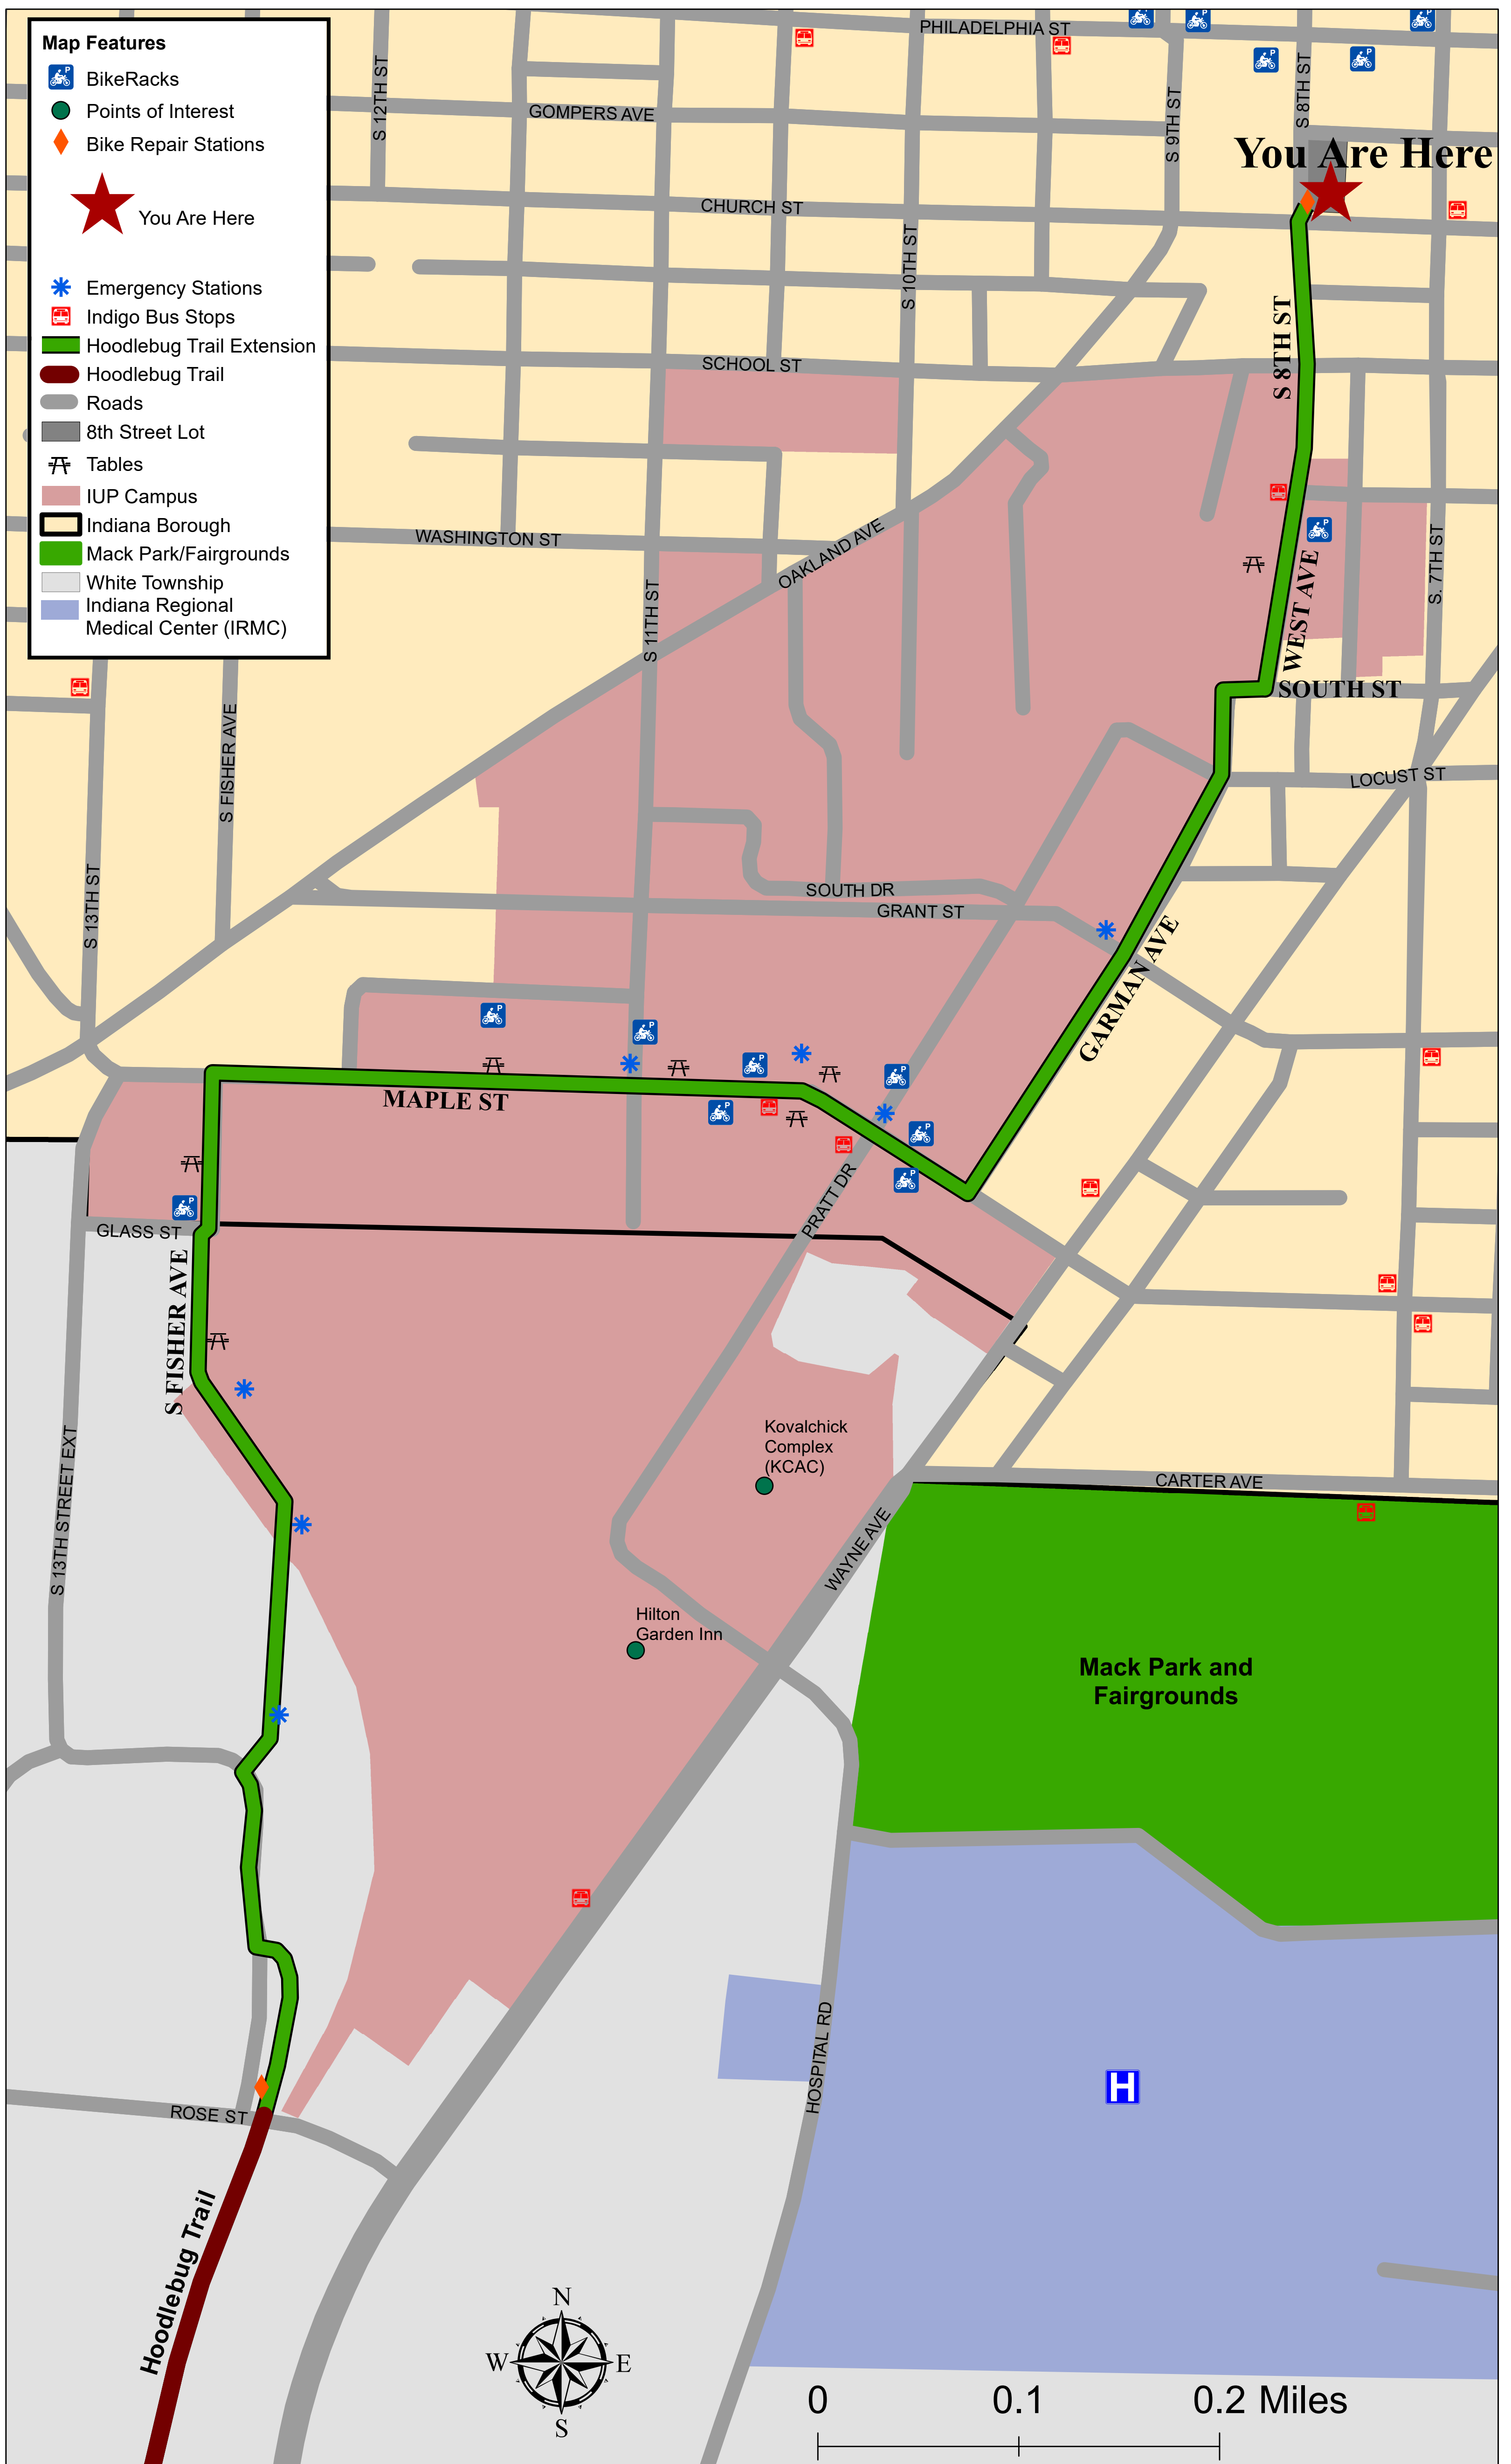 Map Features
BikeRacks
Points of Interest
Bike Repair Stations
You Are Here
Emergency Stations
Indigo Bus Stops
Hoodlebug Trail Extension
Hoodlebug Trail
Roads
8th Street Lot
Tables
IUP Campus
Indiana Borough
Mack Park/Fairgrounds
White Township
Indiana Regional
Medical Center (IRMC)
PHILADELPHIA ST
S 12TH ST
GOMPERS AVE
S 9TH ST
S 8TH ST
You Are Here
CHURCH ST
S 10TH ST
S 8TH ST
SCHOOL ST
WASHINGTON ST
OAKLAND AVE
S 11TH ST
S. 7TH ST
WEST AVE
SOUTH ST
S FISHER AVE
LOCUST ST
S 13TH ST
SOUTH DR
GRANT ST
GARMAN AVE
MAPLE ST
PRATT DR
GLASS ST
S FISHER AVE
S 13TH STREET EXT
Kovalchick
Complex
(KCAC)
CARTER AVE
WAYNE AVE
Hilton
Garden Inn
Mack Park and
Fairgrounds
HOSPITAL RD
H
ROSE ST
Hoodlebug Trail
N
W
E
S
0 0.1 0.2 Miles